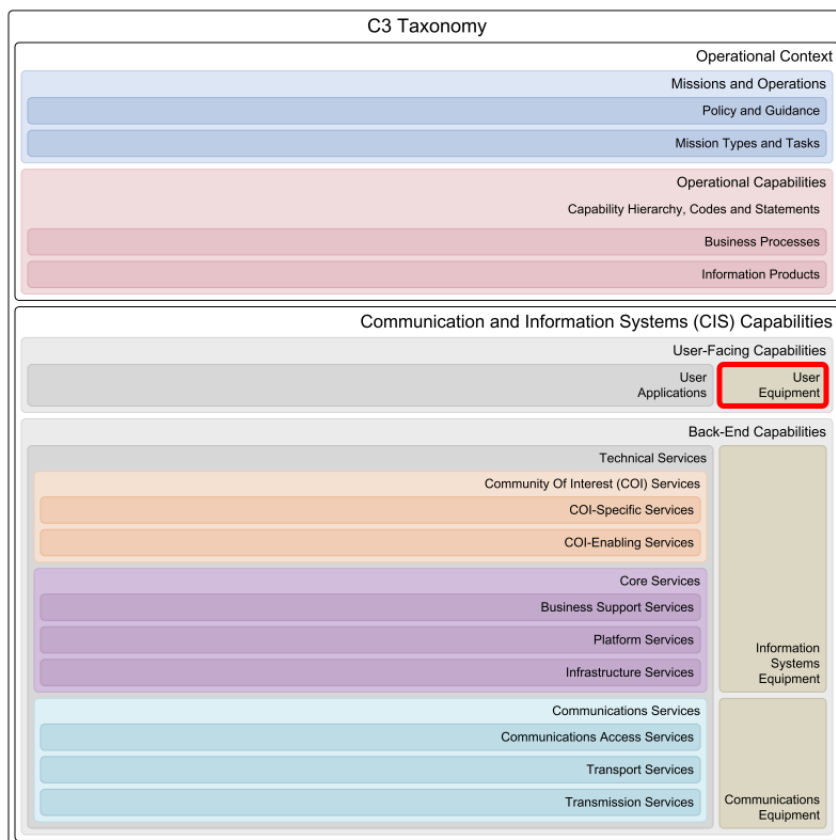 C3 Taxonomy
Operational Context
Missions and Operations
Policy and Guidance
Mission Types and Tasks
Operational Capabilities
Capability Hierarchy, Codes and Statements
Business Processes
Information Products
Communication and Information Systems (CIS) Capabilities
User-Facing Capabilities
User
Applications
User
Equipment
Back-End Capabilities
Technical Services
Community Of Interest (COI) Services
COI-Specific Services
COI-Enabling Services
Core Services
Business Support Services
Platform Services
Infrastructure Services
Information
Systems
Equipment
Communications Services
Communications Access Services
Transport Services
Transmission Services
Communications
Equipment